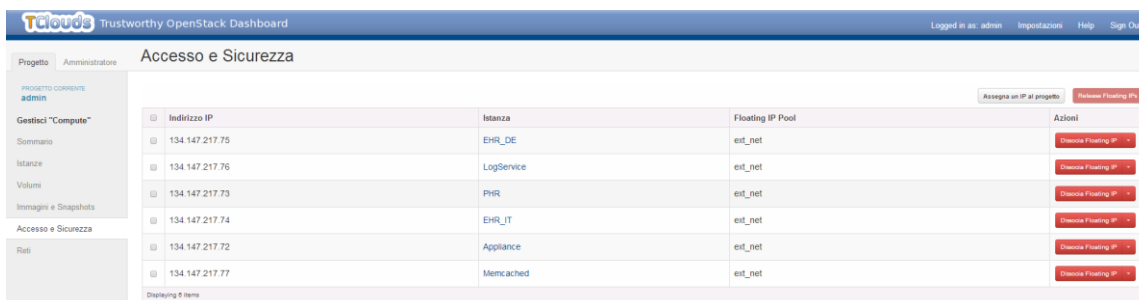 TClouds Trustworthy OpenStack Dashboard Logged in as: admin Impostazioni Help Sign Ou
Progetto Amministratore
Accesso e Sicurezza
PROGETTO CORRENTE
admin
Gestisci "Compute"
Sommario
Istanze
Volumi
Immagini e Snapshots
Accesso e Sicurezza
Reti
Assegna un IP al progetto Release Floating IPs
Indirizzo IP Istanza Floating IP Pool Azioni
134.147.217.75 EHR_DE ext_net Dissocia Floating IP
134.147.217.76 LogService ext_net Dissocia Floating IP
134.147.217.73 PHR ext_net Dissocia Floating IP
134.147.217.74 EHR_IT ext_net Dissocia Floating IP
134.147.217.72 Appliance ext_net Dissocia Floating IP
134.147.217.77 Memcached ext_net Dissocia Floating IP
Displaying 6 items